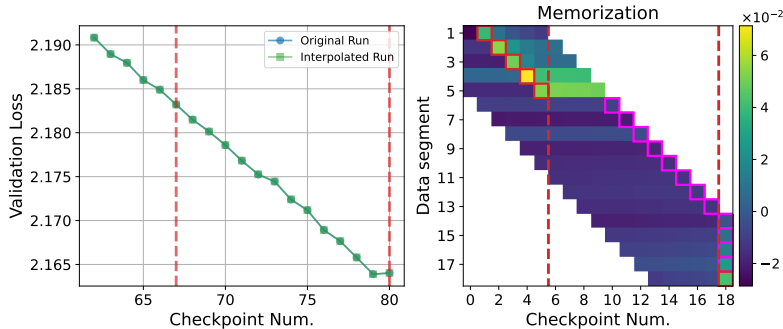 Validation Loss
2.190
2.185
2.180
2.175
2.170
2.165
65 70 75 80
Checkpoint Num.
Original Run
Interpolated Run
Memorization
Data segment
1
3
5
7
9
11
13
15
17
0 2 4 6 8 10 12 14 16 18
Checkpoint Num.
×10⁻²
6
4
2
0
−2